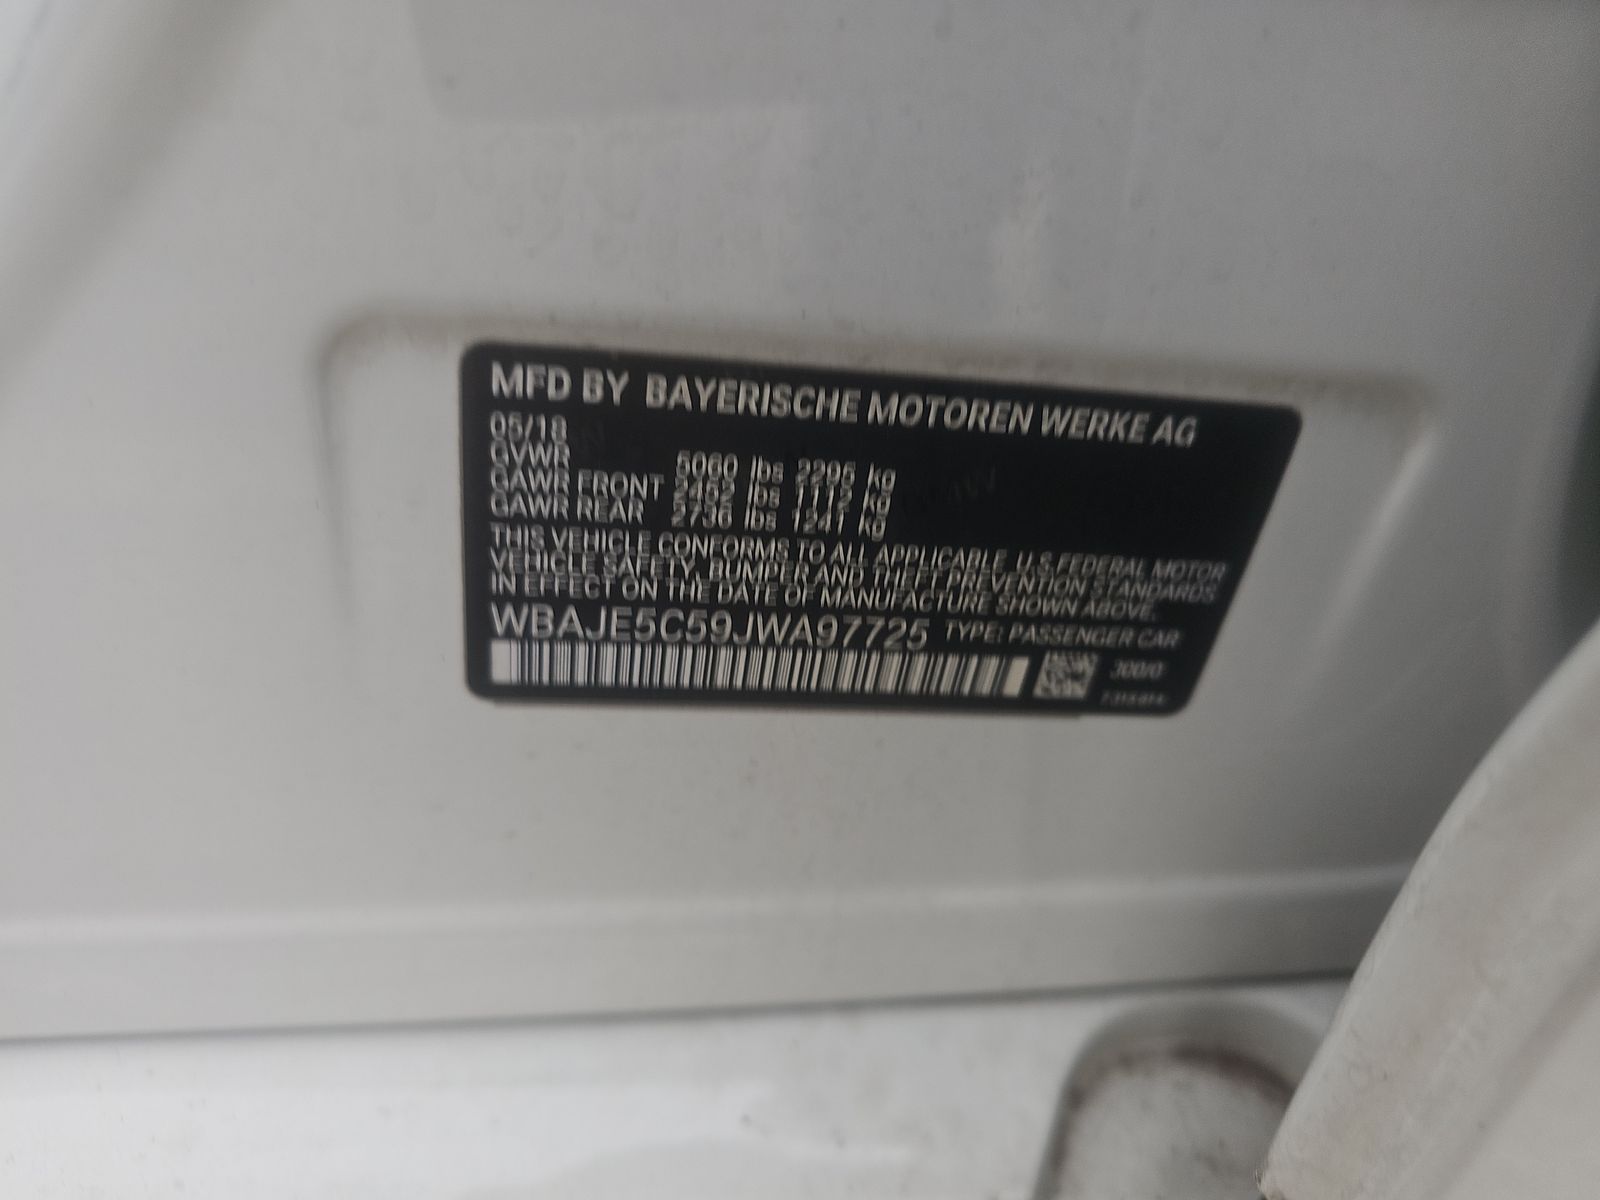 MFD BY BAYERISCHE MOTOREN WERKE AG
05/18
GVWR 5060 lbs 2295 kg
GAWR FRONT 2452 lbs 1112 kg
GAWR REAR 2736 lbs 1241 kg
THIS VEHICLE CONFORMS TO ALL APPLICABLE U.S.FEDERAL MOTOR
VEHICLE SAFETY, BUMPER AND THEFT PREVENTION STANDARDS
IN EFFECT ON THE DATE OF MANUFACTURE SHOWN ABOVE.
WBAJE5C59JWA97725 TYPE: PASSENGER CAR